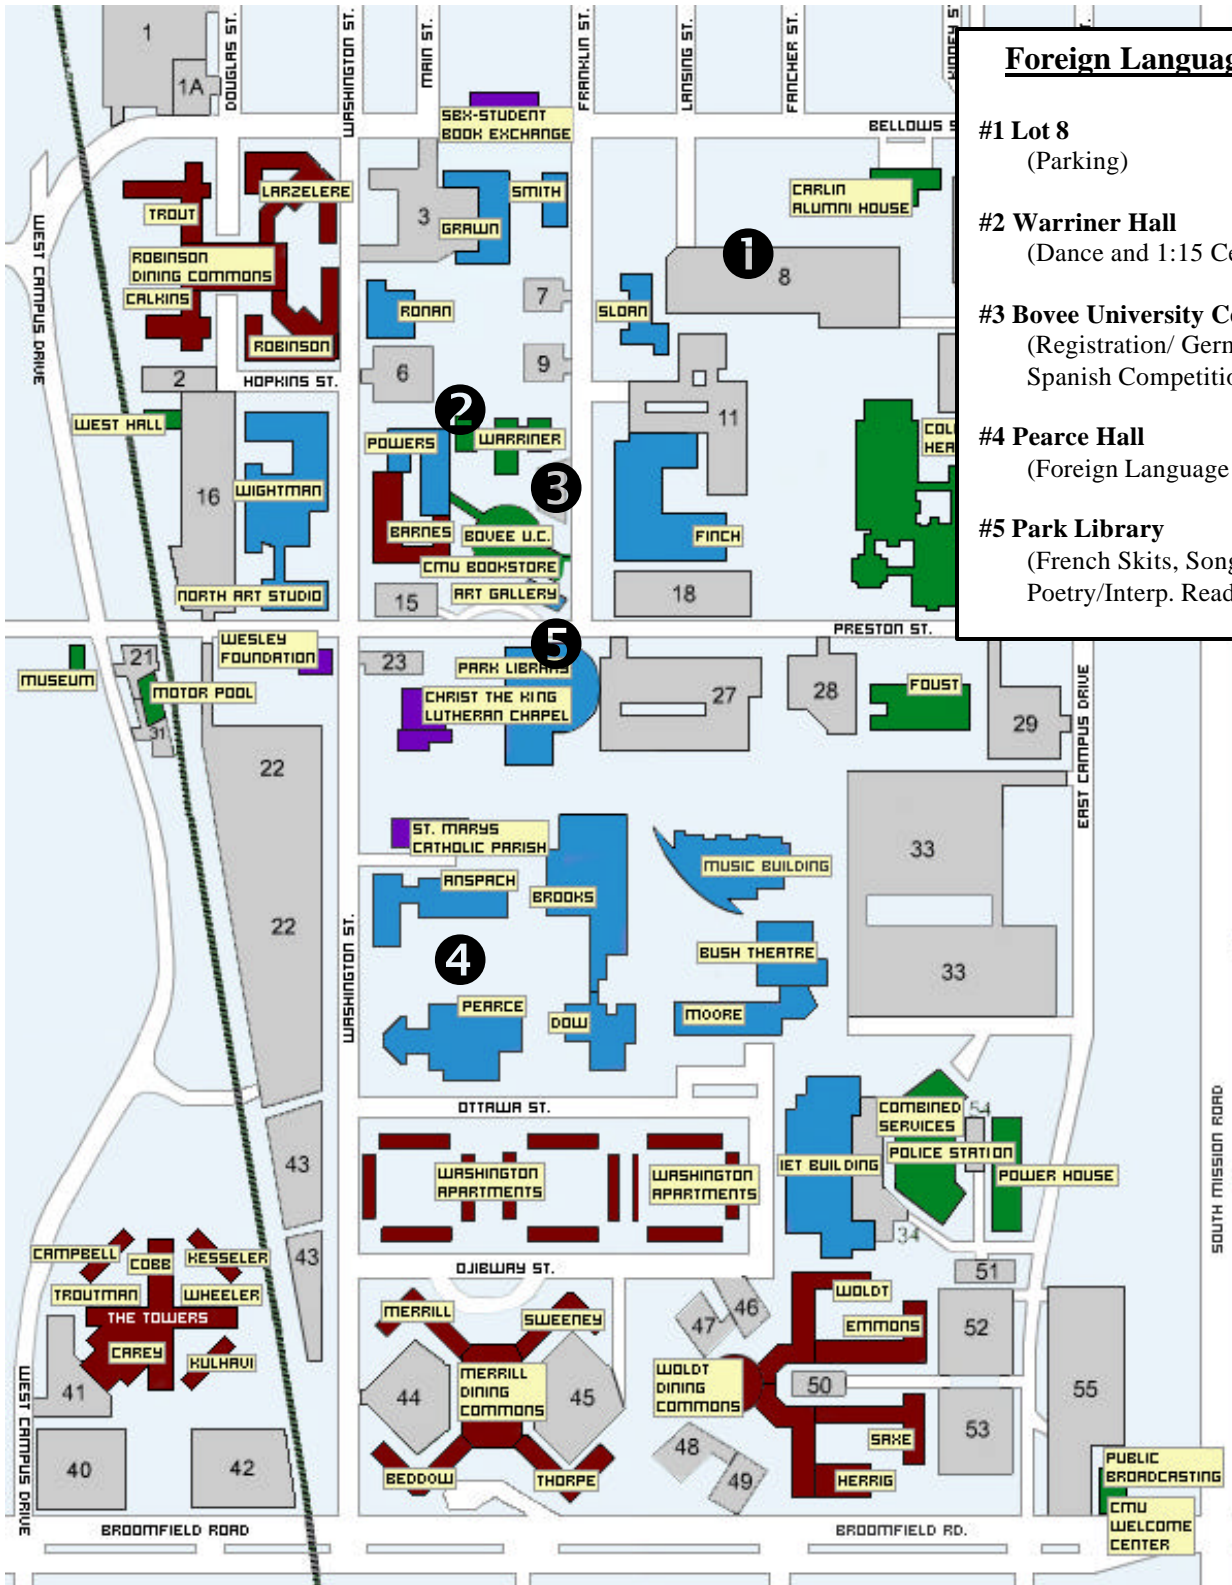 1
1A
DOUGLAS ST.
WASHINGTON ST.
MAIN ST.
FRANKLIN ST.
LANSING ST.
FANCHER ST.
SBX-STUDENT
BOOK EXCHANGE
BELLOWS
Foreign Languag
#1 Lot 8
(Parking)
#2 Warriner Hall
(Dance and 1:15 Ce
#3 Bovee University Ce
(Registration/ Germ
Spanish Competitio
#4 Pearce Hall
(Foreign Language
#5 Park Library
(French Skits, Song
Poetry/Interp. Read
LARZELERE
TROUT
3
SMITH
GRAWN
CARLIN
ALUMNI HOUSE
WEST CAMPUS DRIVE
ROBINSON
DINING COMMONS
CALKINS
ROBINSON
1
8
7
RONAN
SLOAN
9
6
2
HOPKINS ST.
11
2
WEST HALL
POWERS
WARRINER
COL
HEA
3
16
WIGHTMAN
BARNES
BOVEE U.C.
FINCH
CMU BOOKSTORE
NORTH ART STUDIO
ART GALLERY
15
18
PRESTON ST.
WESLEY
FOUNDATION
5
21
23
PARK LIBRARY
MUSEUM
MOTOR POOL
CHRIST THE KING
LUTHERAN CHAPEL
27
28
FOUST
29
31
22
EAST CAMPUS DRIVE
ST. MARYS
CATHOLIC PARISH
33
MUSIC BUILDING
ANSPACH
BROOKS
22
WASHINGTON ST.
4
BUSH THEATRE
33
PEARCE
DOW
MOORE
OTTAWA ST.
COMBINED
SERVICES
54
SOUTH MISSION ROAD
43
WASHINGTON
APARTMENTS
WASHINGTON
APARTMENTS
IET BUILDING
POLICE STATION
POWER HOUSE
34
CAMPBELL
COBB
KESSELER
43
OJIBWAY ST.
51
TROUTMAN
WHEELER
THE TOWERS
MERRILL
SWEENEY
46
47
WOLDT
EMMONS
52
CAREY
KULHAVI
41
44
MERRILL
DINING
COMMONS
45
WOLDT
DINING
COMMONS
50
55
WEST CAMPUS DRIVE
48
SAXE
53
40
42
BEDDOW
THORPE
49
HERRIG
PUBLIC
BROADCASTING
CMU
WELCOME
CENTER
BROOMFIELD ROAD
BROOMFIELD RD.